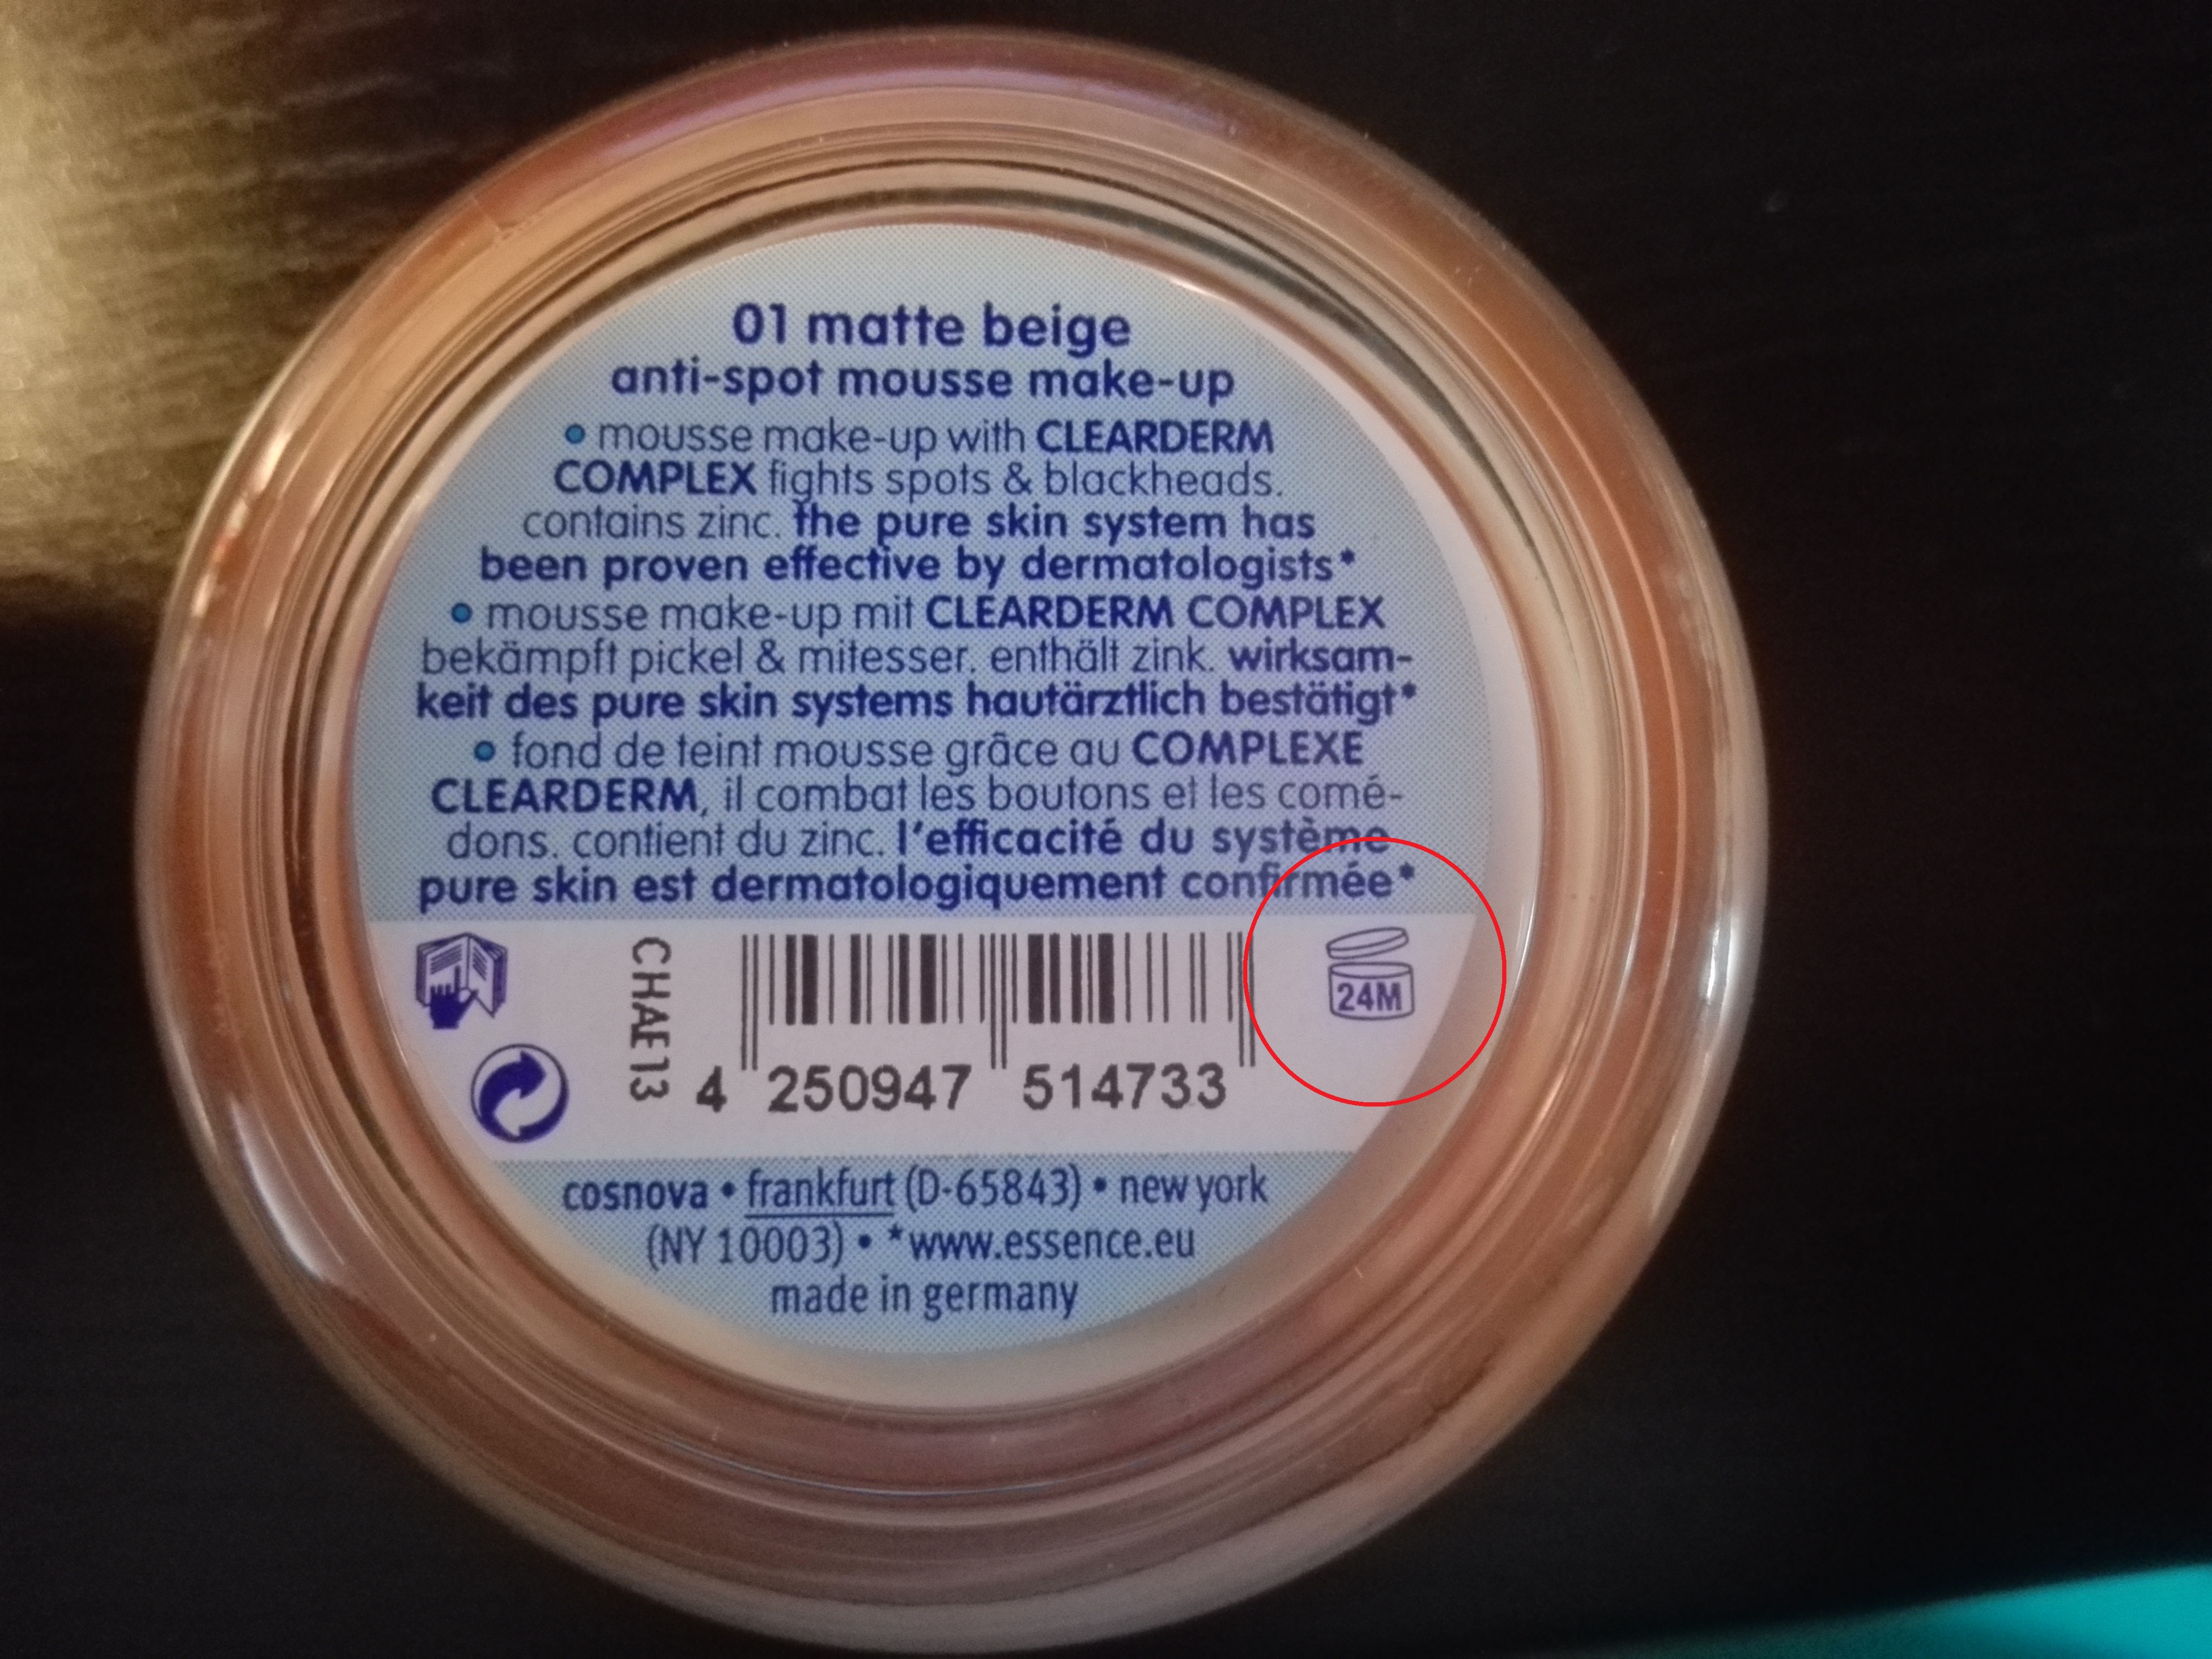 01 matte beige
anti-spot mousse make-up
• mousse make-up with CLEARDERM
COMPLEX fights spots & blackheads.
contains zinc. the pure skin system has
been proven effective by dermatologists*
• mousse make-up mit CLEARDERM COMPLEX
bekämpft pickel & mitesser. enthält zink. wirksam-
keit des pure skin systems hautärztlich bestätigt*
• fond de teint mousse grâce au COMPLEXE
CLEARDERM, il combat les boutons et les comé-
dons. contient du zinc. l'efficacité du système
pure skin est dermatologiquement confirmée*
CHAE13
4 250947 514733
24M
cosnova • frankfurt (D-65843) • new york
(NY 10003) • *www.essence.eu
made in germany